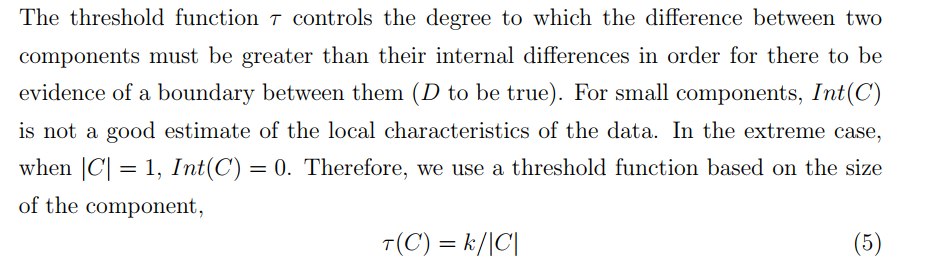 The threshold function τ controls the degree to which the difference between two
components must be greater than their internal differences in order for there to be
evidence of a boundary between them (D to be true). For small components, Int(C)
is not a good estimate of the local characteristics of the data. In the extreme case,
when |C| = 1, Int(C) = 0. Therefore, we use a threshold function based on the size
of the component,
τ(C) = k/|C| (5)